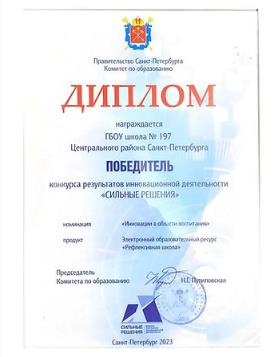 Правительство Санкт-Петербурга
Комитет по образованию
ДИПЛОМ
награждается
ГБОУ школа № 197
Центрального района Санкт-Петербурга
ПОБЕДИТЕЛЬ
конкурса результатов инновационной деятельности
«СИЛЬНЫЕ РЕШЕНИЯ»
номинация «Инновации в области воспитания»
продукт Электронный образовательный ресурс
«Рефлексивная школа»
Председатель
Комитета по образованию Н.Г. Путиловская
СИЛЬНЫЕ
РЕШЕНИЯ
Санкт-Петербург 2023